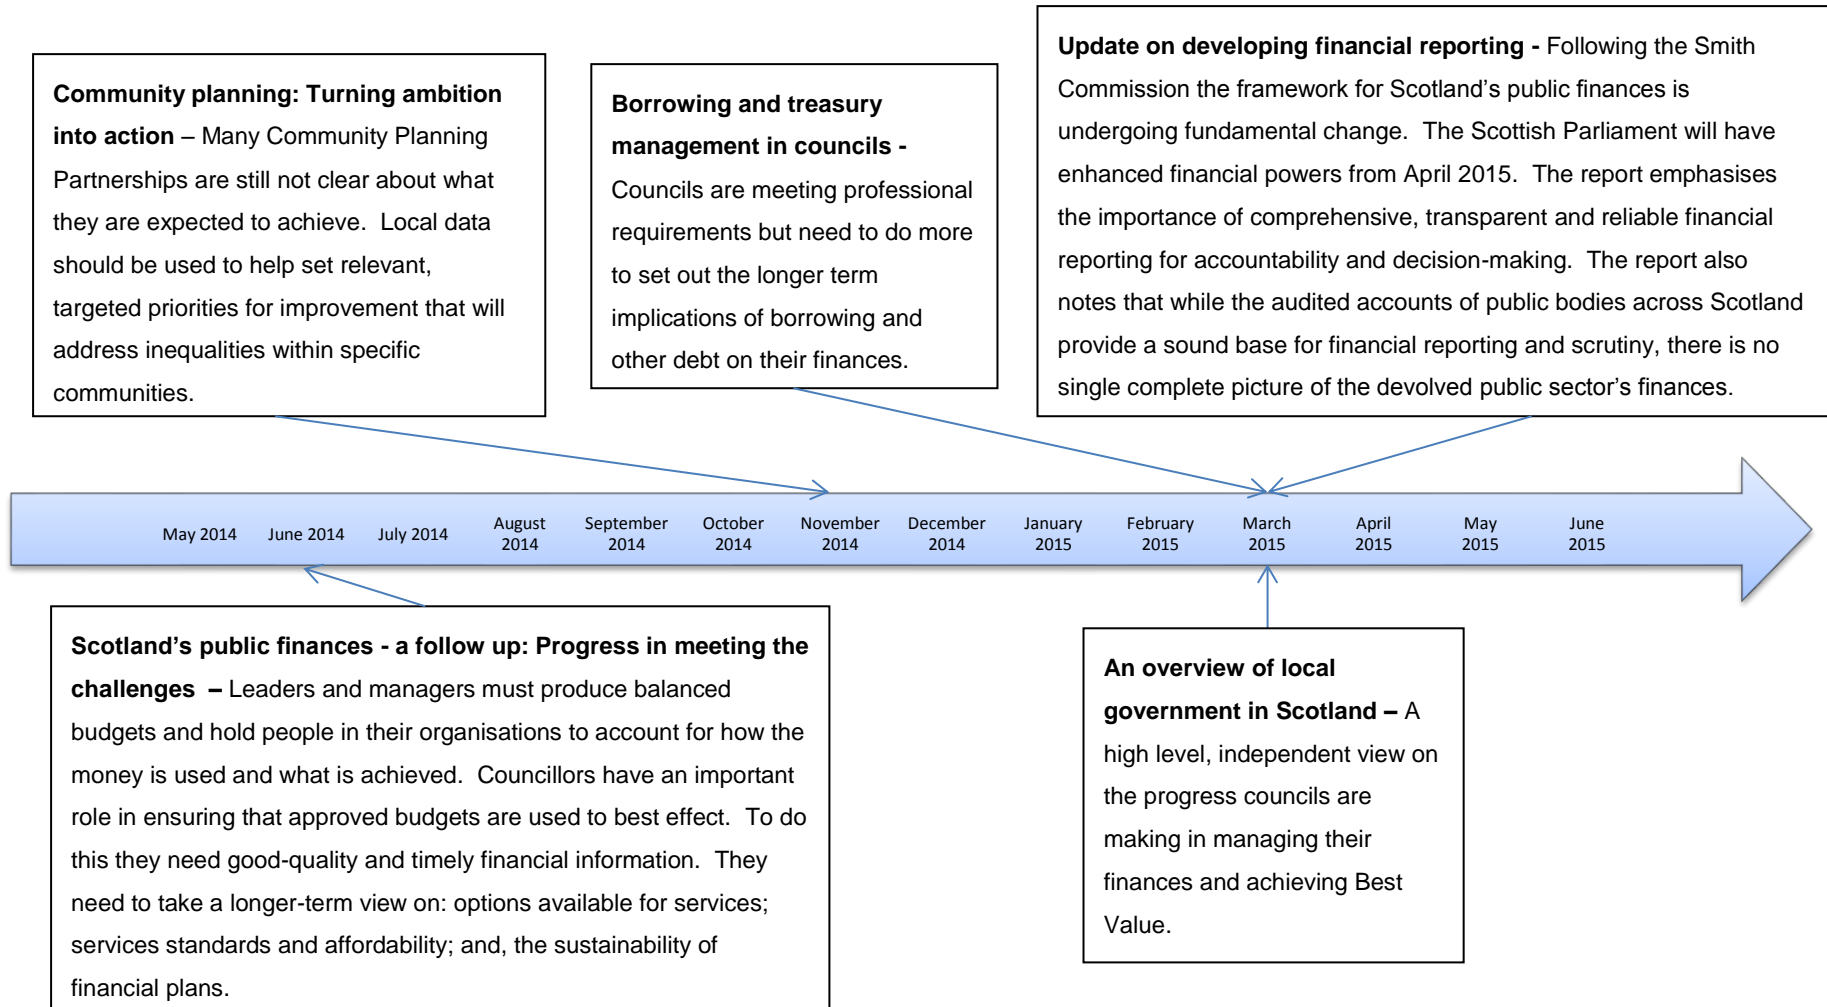 Community planning: Turning ambition
into action – Many Community Planning
Partnerships are still not clear about what
they are expected to achieve.  Local data
should be used to help set relevant,
targeted priorities for improvement that will
address inequalities within specific
communities.
Borrowing and treasury
management in councils -
Councils are meeting professional
requirements but need to do more
to set out the longer term
implications of borrowing and
other debt on their finances.
Update on developing financial reporting - Following the Smith
Commission the framework for Scotland’s public finances is
undergoing fundamental change.  The Scottish Parliament will have
enhanced financial powers from April 2015.  The report emphasises
the importance of comprehensive, transparent and reliable financial
reporting for accountability and decision-making.  The report also
notes that while the audited accounts of public bodies across Scotland
provide a sound base for financial reporting and scrutiny, there is no
single complete picture of the devolved public sector’s finances.
May 2014
June 2014
July 2014
August
2014
September
2014
October
2014
November
2014
December
2014
January
2015
February
2015
March
2015
April
2015
May
2015
June
2015
Scotland’s public finances - a follow up: Progress in meeting the
challenges – Leaders and managers must produce balanced
budgets and hold people in their organisations to account for how the
money is used and what is achieved.  Councillors have an important
role in ensuring that approved budgets are used to best effect.  To do
this they need good-quality and timely financial information.  They
need to take a longer-term view on: options available for services;
services standards and affordability; and, the sustainability of
financial plans.
An overview of local
government in Scotland – A
high level, independent view on
the progress councils are
making in managing their
finances and achieving Best
Value.